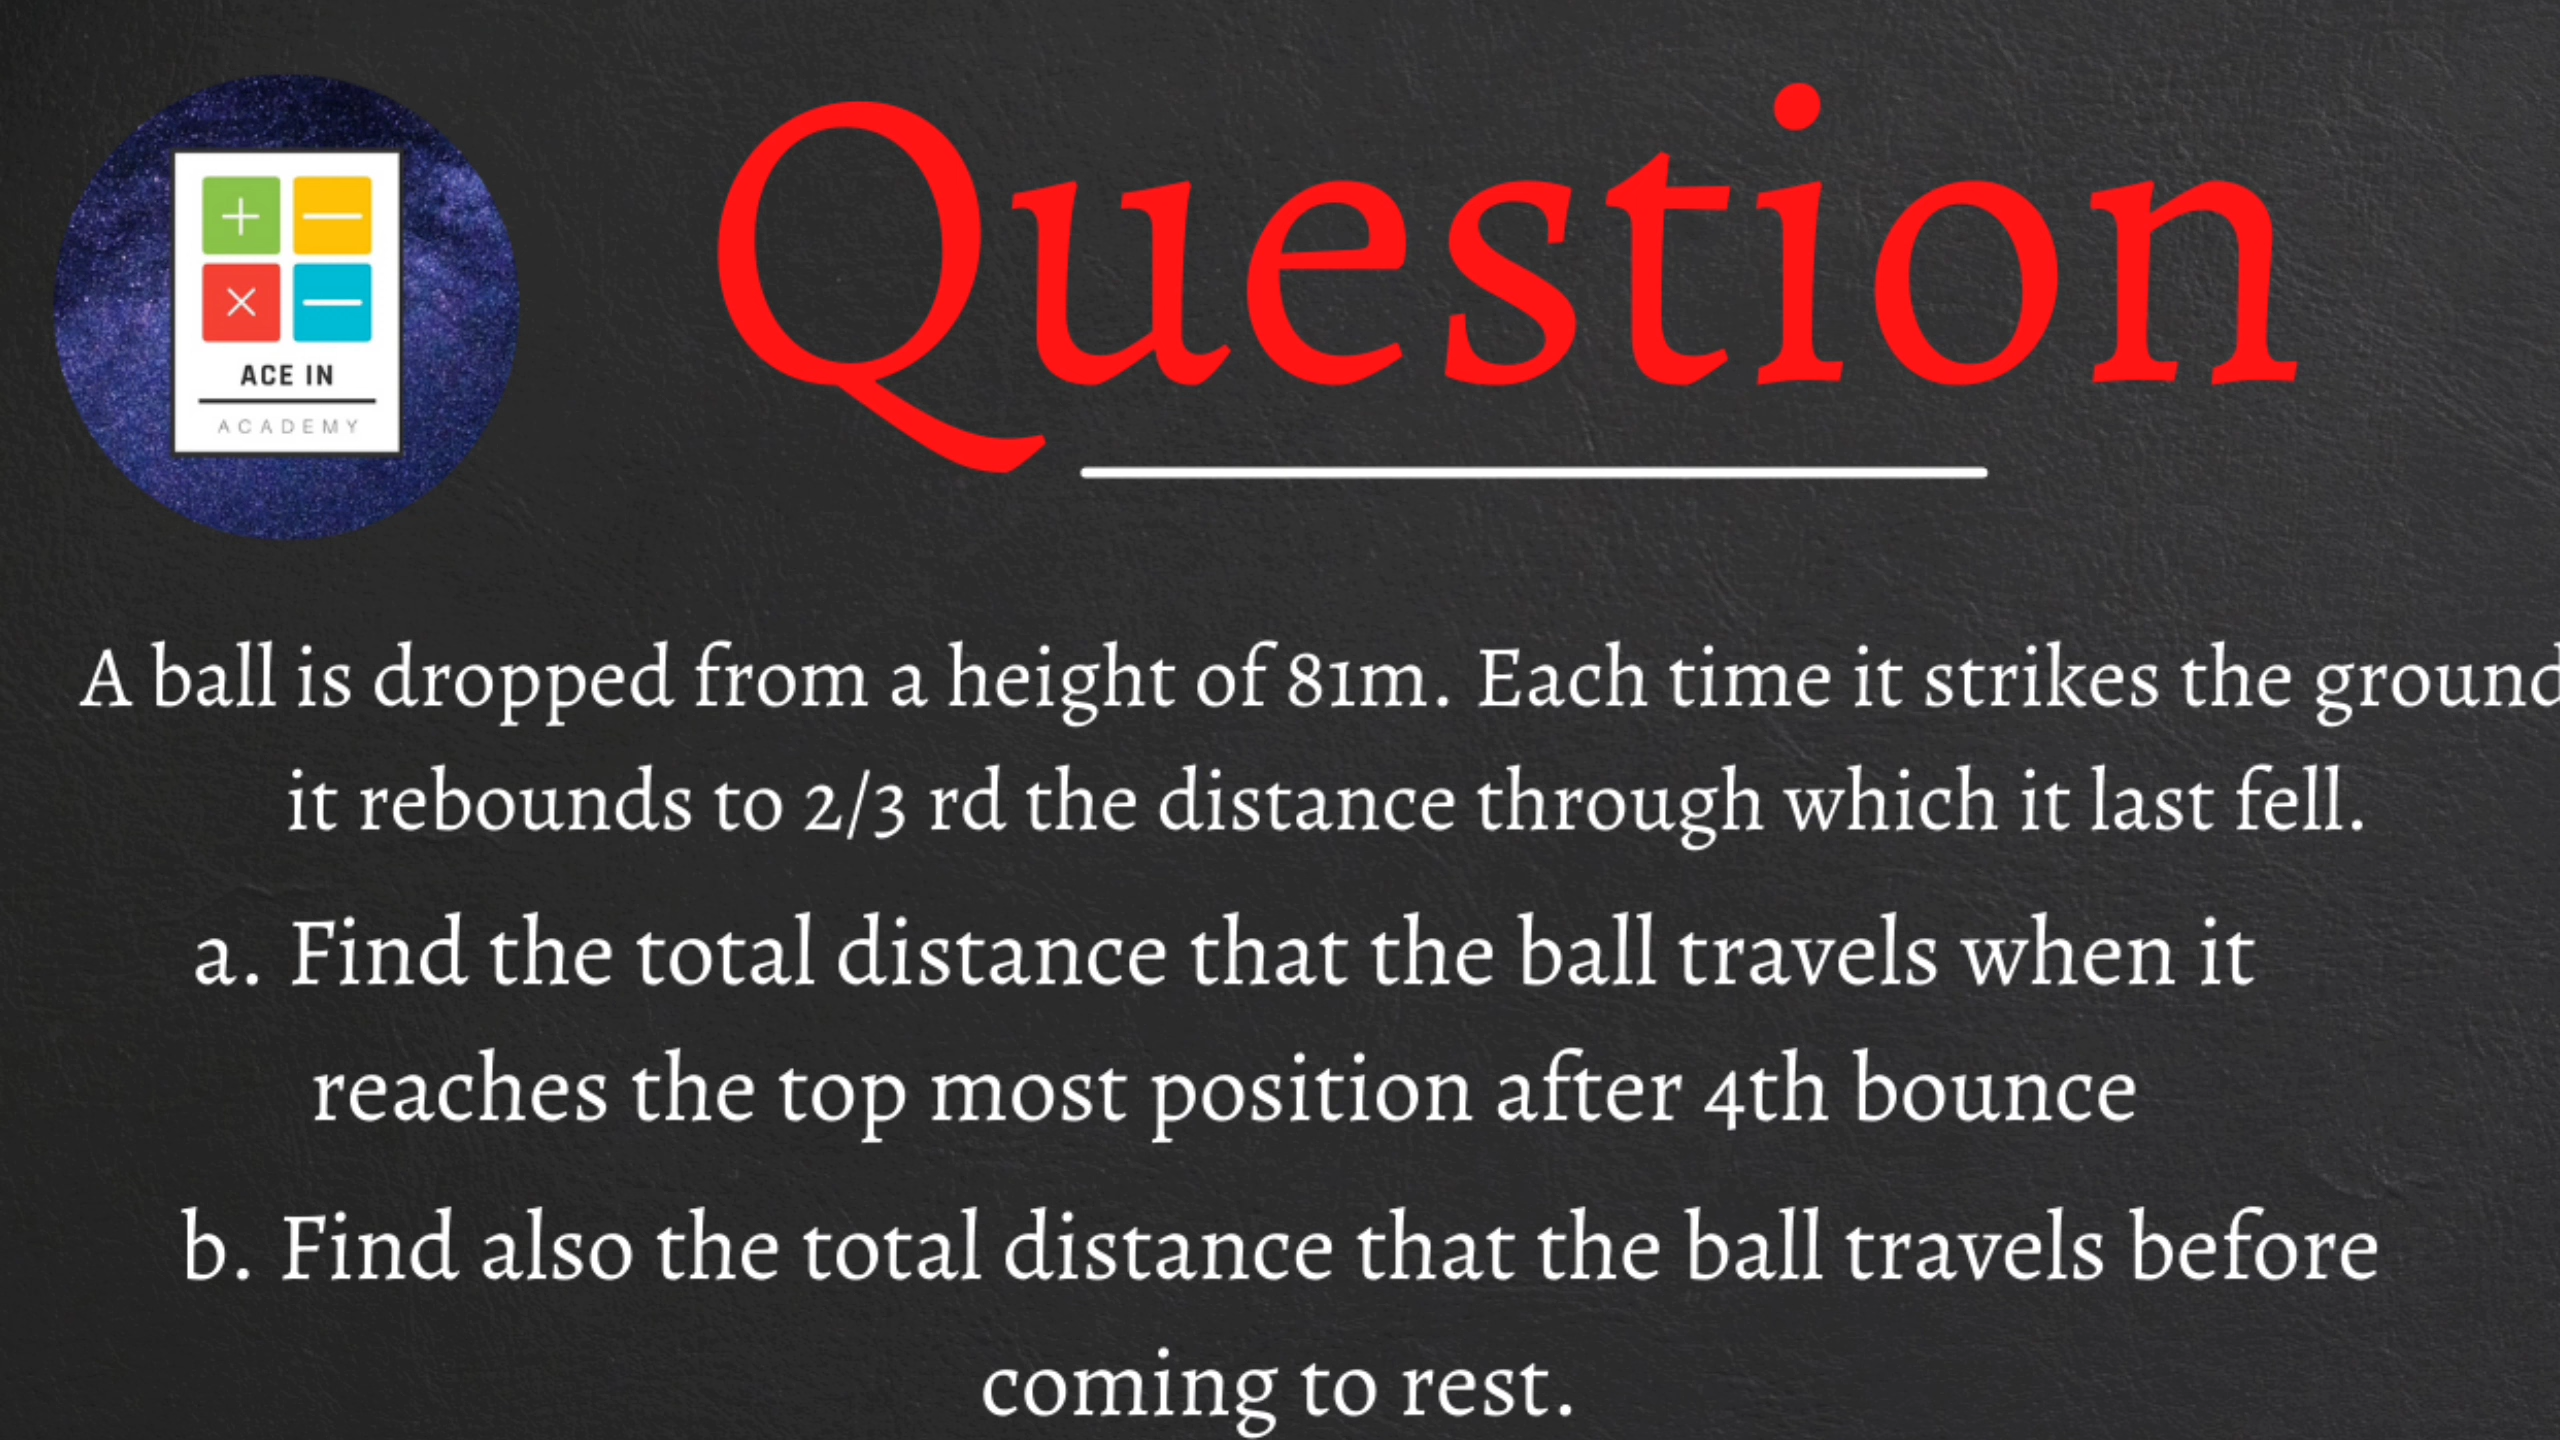 Question
+
—
×
—
ACE IN
ACADEMY
A ball is dropped from a height of 81m. Each time it strikes the ground
it rebounds to 2/3 rd the distance through which it last fell.
a. Find the total distance that the ball travels when it
reaches the top most position after 4th bounce
b. Find also the total distance that the ball travels before
coming to rest.